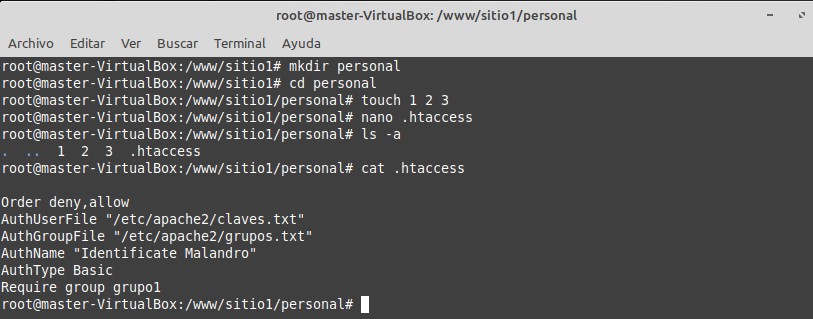 root@master-VirtualBox: /www/sitio1/personal
Archivo Editar Ver Buscar Terminal Ayuda
root@master-VirtualBox:/www/sitio1# mkdir personal
root@master-VirtualBox:/www/sitio1# cd personal
root@master-VirtualBox:/www/sitio1/personal# touch 1 2 3
root@master-VirtualBox:/www/sitio1/personal# nano .htaccess
root@master-VirtualBox:/www/sitio1/personal# ls -a
. .. 1 2 3 .htaccess
root@master-VirtualBox:/www/sitio1/personal# cat .htaccess
Order deny,allow
AuthUserFile "/etc/apache2/claves.txt"
AuthGroupFile "/etc/apache2/grupos.txt"
AuthName "Identificate Malandro"
AuthType Basic
Require group grupo1
root@master-VirtualBox:/www/sitio1/personal#